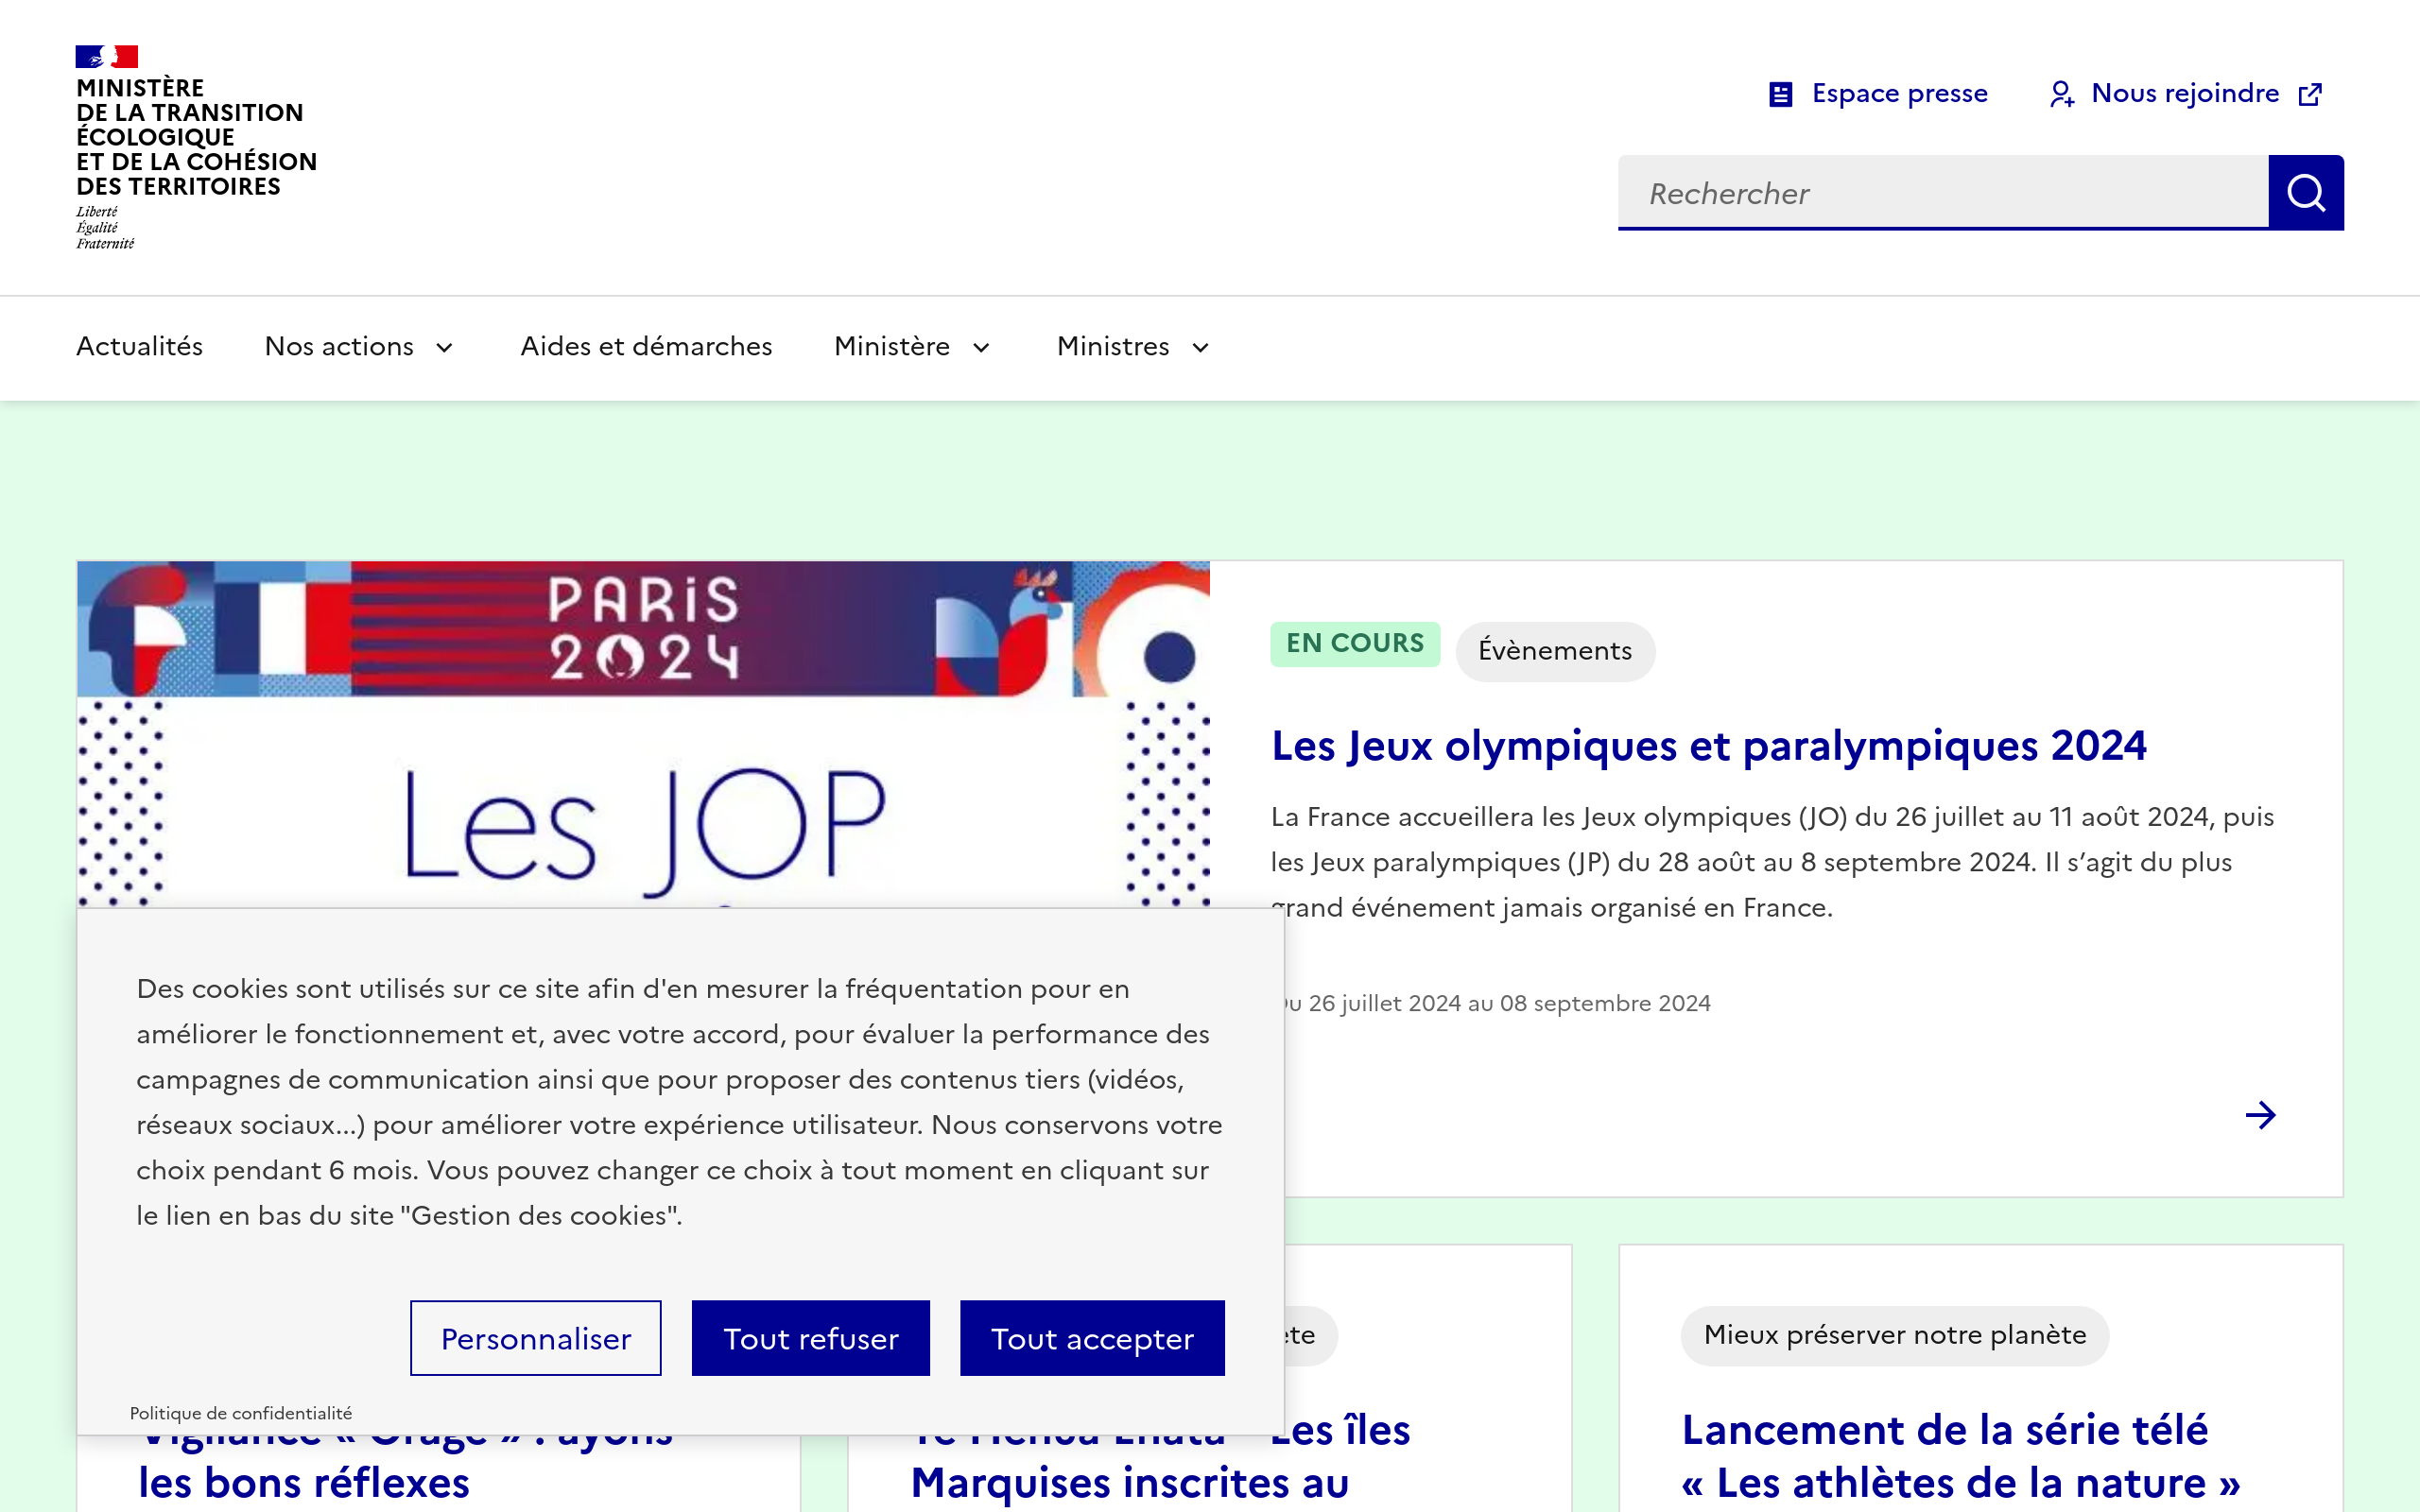 MINISTÈRE
DE LA TRANSITION
ÉCOLOGIQUE
ET DE LA COHÉSION
DES TERRITOIRES
Liberté
Égalité
Fraternité
Espace presse
Nous rejoindre
Rechercher
Actualités
Nos actions
Aides et démarches
Ministère
Ministres
PARIS
2024
Les JOP
EN COURS
Évènements
Les Jeux olympiques et paralympiques 2024
La France accueillera les Jeux olympiques (JO) du 26 juillet au 11 août 2024, puis
les Jeux paralympiques (JP) du 28 août au 8 septembre 2024. Il s’agit du plus
grand événement jamais organisé en France.
Du 26 juillet 2024 au 08 septembre 2024
Des cookies sont utilisés sur ce site afin d'en mesurer la fréquentation pour en
améliorer le fonctionnement et, avec votre accord, pour évaluer la performance des
campagnes de communication ainsi que pour proposer des contenus tiers (vidéos,
réseaux sociaux...) pour améliorer votre expérience utilisateur. Nous conservons votre
choix pendant 6 mois. Vous pouvez changer ce choix à tout moment en cliquant sur
le lien en bas du site "Gestion des cookies".
Personnaliser
Tout refuser
Tout accepter
Politique de confidentialité
Vigilance « Orage » : ayons
les bons réflexes
Les îles
Marquises inscrites au
Mieux préserver notre planète
Lancement de la série télé
« Les athlètes de la nature »